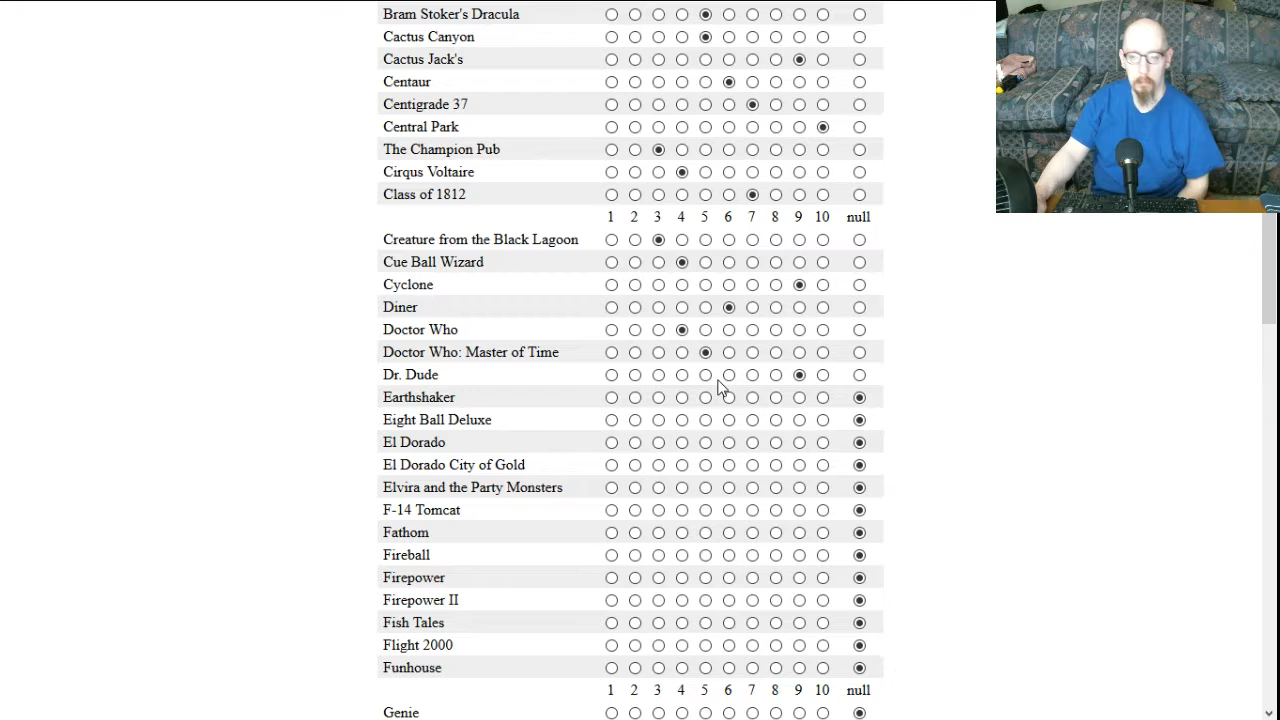 Bram Stoker's Dracula
Cactus Canyon
Cactus Jack's
Centaur
Centigrade 37
Central Park
The Champion Pub
Cirqus Voltaire
Class of 1812
1 2 3 4 5 6 7 8 9 10 null
Creature from the Black Lagoon
Cue Ball Wizard
Cyclone
Diner
Doctor Who
Doctor Who: Master of Time
Dr. Dude
Earthshaker
Eight Ball Deluxe
El Dorado
El Dorado City of Gold
Elvira and the Party Monsters
F-14 Tomcat
Fathom
Fireball
Firepower
Firepower II
Fish Tales
Flight 2000
Funhouse
1 2 3 4 5 6 7 8 9 10 null
Genie